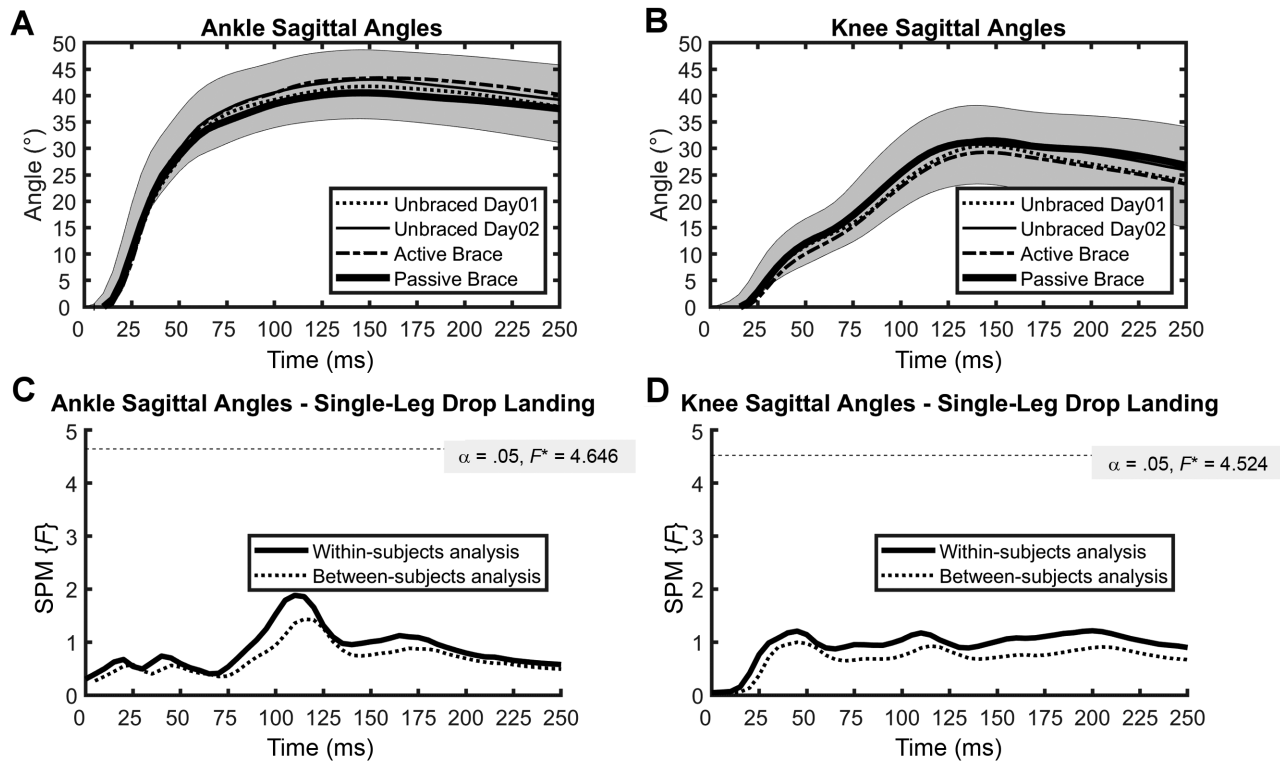 A
Ankle Sagittal Angles
50
45
40
35
30
25
20
15
10
5
0
Angle (°)
Unbraced Day01
Unbraced Day02
Active Brace
Passive Brace
0 25 50 75 100 125 150 175 200 225 250
Time (ms)
B
Knee Sagittal Angles
50
45
40
35
30
25
20
15
10
5
0
Angle (°)
Unbraced Day01
Unbraced Day02
Active Brace
Passive Brace
0 25 50 75 100 125 150 175 200 225 250
Time (ms)
C
Ankle Sagittal Angles - Single-Leg Drop Landing
5
4
3
2
1
0
SPM {F}
α = .05, F* = 4.646
Within-subjects analysis
Between-subjects analysis
0 25 50 75 100 125 150 175 200 225 250
Time (ms)
D
Knee Sagittal Angles - Single-Leg Drop Landing
5
4
3
2
1
0
SPM {F}
α = .05, F* = 4.524
Within-subjects analysis
Between-subjects analysis
0 25 50 75 100 125 150 175 200 225 250
Time (ms)